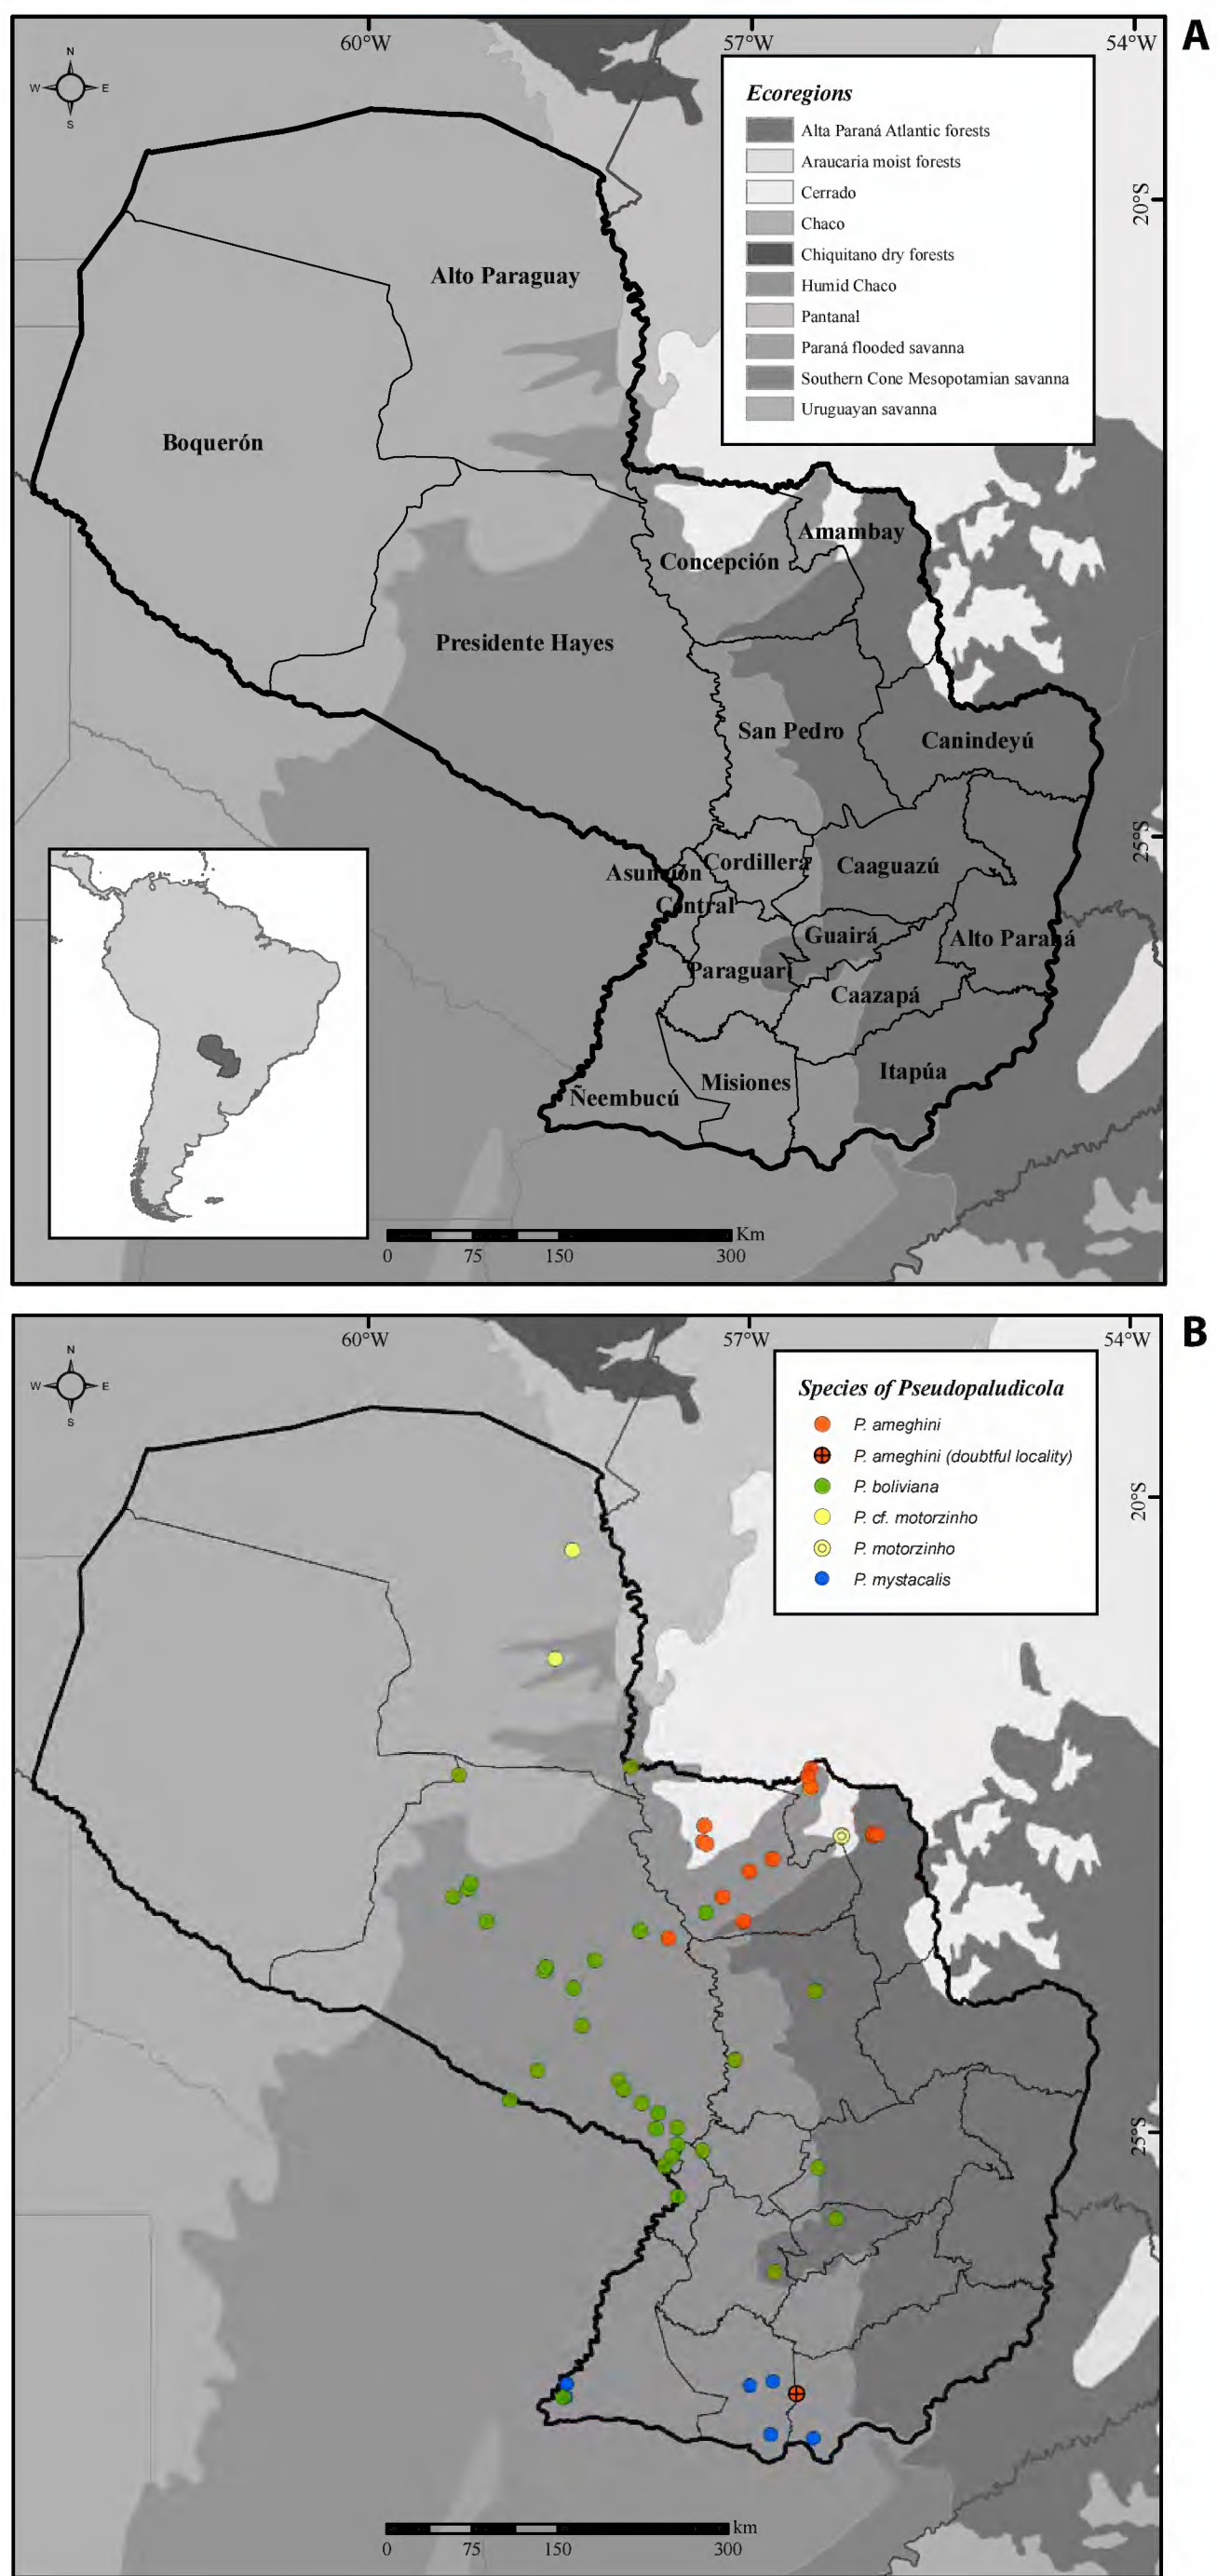 A
60°W
57°W
54°W
N
W
E
S
Ecoregions
Alta Paraná Atlantic forests
Araucaria moist forests
Cerrado
Chaco
Chiquitano dry forests
Humid Chaco
Pantanal
Paraná flooded savanna
Southern Cone Mesopotamian savanna
Uruguayan savanna
20°S
Alto Paraguay
Boquerón
Amambay
Concepción
Presidente Hayes
San Pedro
Canindeyú
25°S
Cordillera
Caaguazú
Asunción
Central
Guairá
Alto Paraná
Paraguarí
Caazapá
Itapúa
Misiones
Ñeembucú
Km
0
75
150
300
B
60°W
57°W
54°W
N
W
E
S
Species of Pseudopaludicola
P. ameghini
P. ameghini (doubtful locality)
P. boliviana
P. cf. motorzinho
P. motorzinho
P. mystacalis
20°S
25°S
km
0
75
150
300